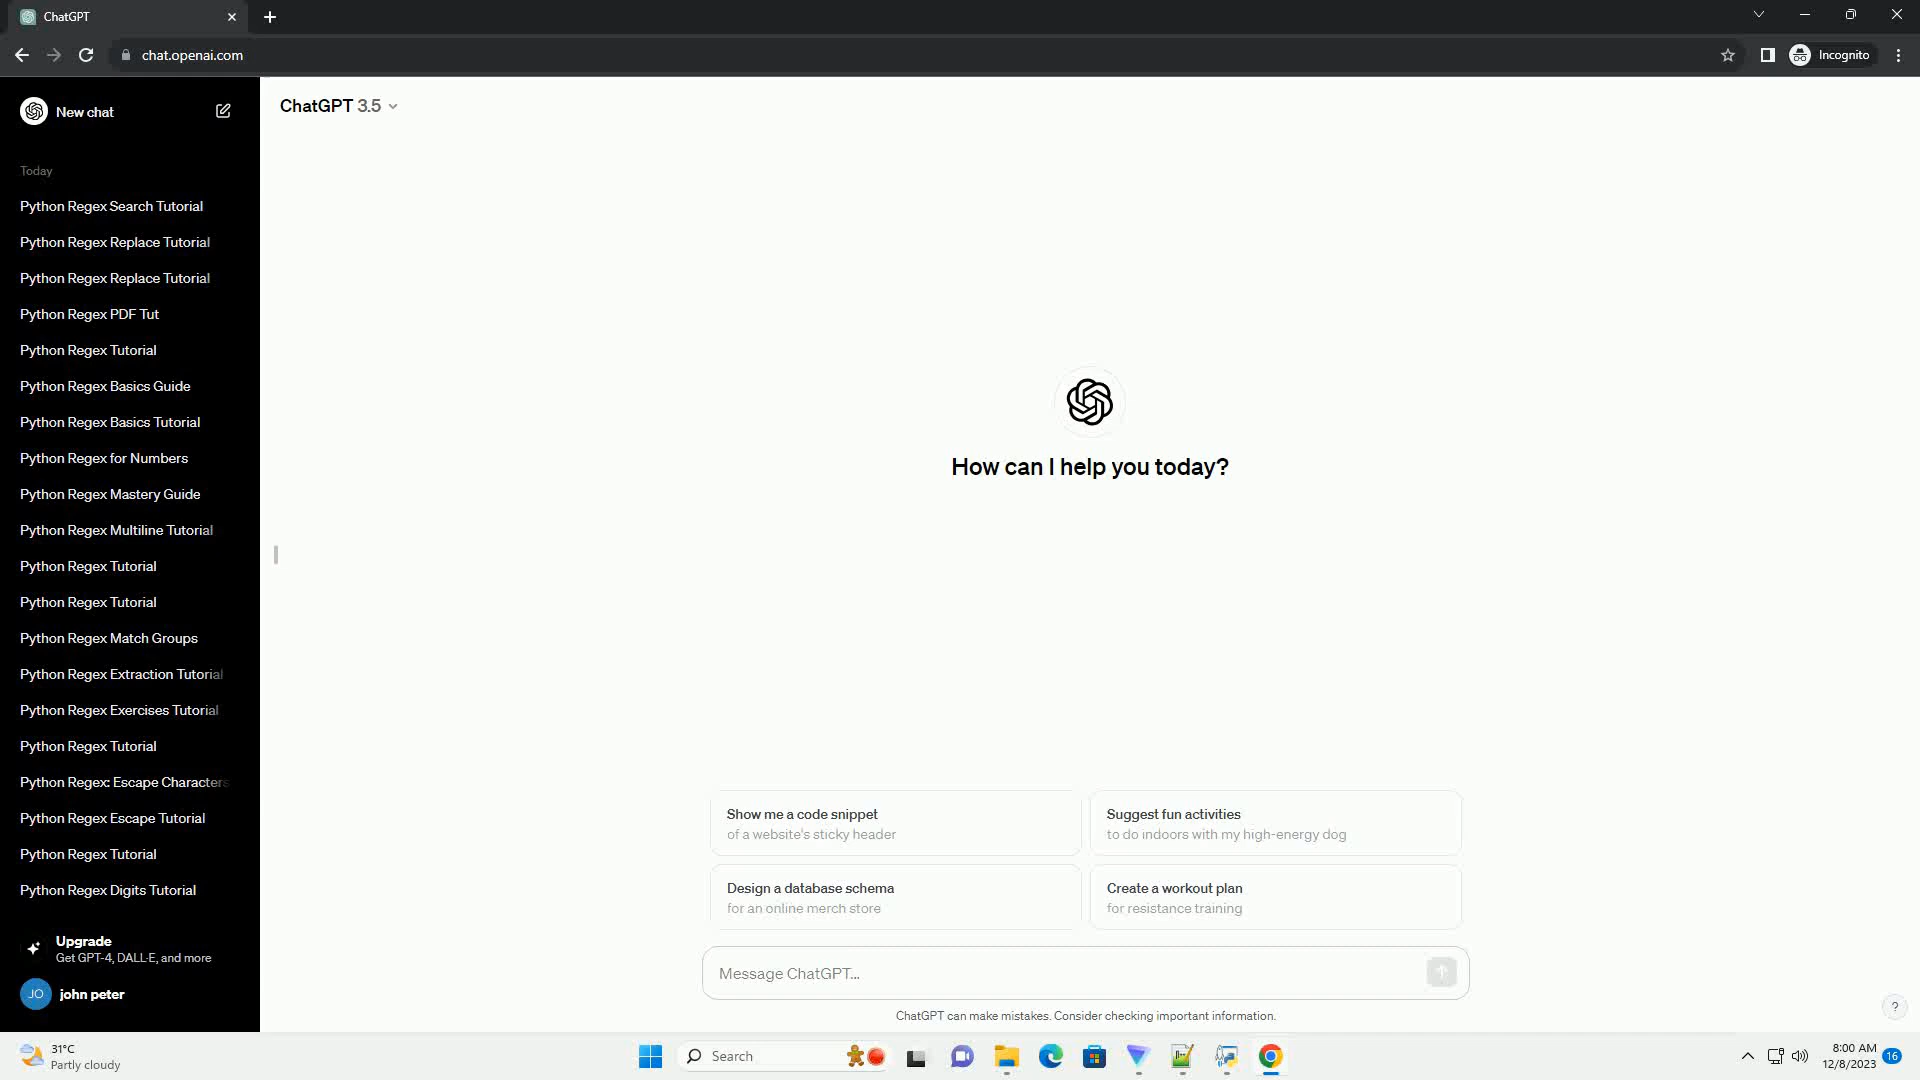 ChatGPT
chat.openai.com
Incognito
New chat
ChatGPT 3.5
Today
Python Regex Search Tutorial
Python Regex Replace Tutorial
Python Regex Replace Tutorial
Python Regex PDF Tut
Python Regex Tutorial
Python Regex Basics Guide
Python Regex Basics Tutorial
Python Regex for Numbers
Python Regex Mastery Guide
Python Regex Multiline Tutorial
Python Regex Tutorial
Python Regex Tutorial
Python Regex Match Groups
Python Regex Extraction Tutorial
Python Regex Exercises Tutorial
Python Regex Tutorial
Python Regex: Escape Characters
Python Regex Escape Tutorial
Python Regex Tutorial
Python Regex Digits Tutorial
Upgrade
Get GPT-4, DALL·E, and more
JO john peter
How can I help you today?
Show me a code snippet
of a website's sticky header
Suggest fun activities
to do indoors with my high-energy dog
Design a database schema
for an online merch store
Create a workout plan
for resistance training
Message ChatGPT...
ChatGPT can make mistakes. Consider checking important information.
?
31°C
Partly cloudy
Search
8:00 AM
12/8/2023
16